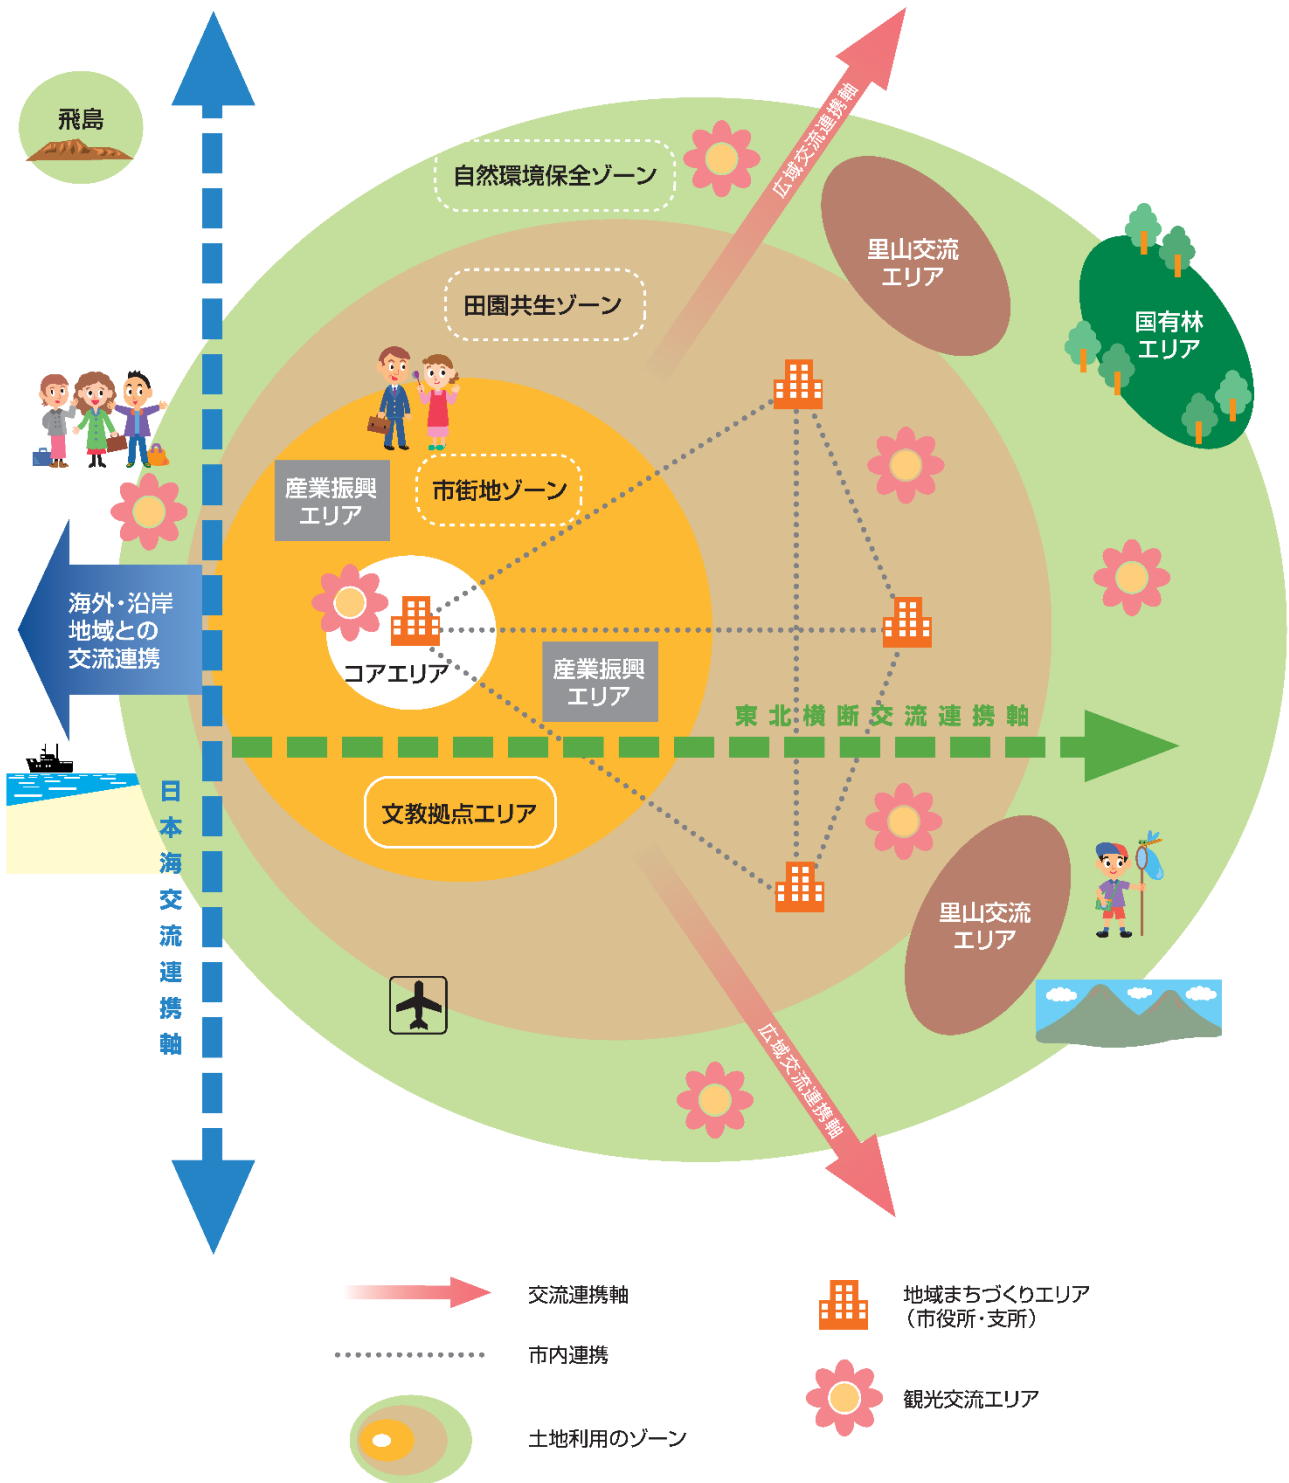 飛島
広域交流連携軸
自然環境保全ゾーン
里山交流
エリア
田園共生ゾーン
国有林
エリア
産業振興
エリア
市街地ゾーン
海外・沿岸
地域との
交流連携
コアエリア
産業振興
エリア
東北横断交流連携軸
日本海交流連携軸
文教拠点エリア
里山交流
エリア
広域交流連携軸
交流連携軸
地域まちづくりエリア
（市役所・支所）
市内連携
観光交流エリア
土地利用のゾーン